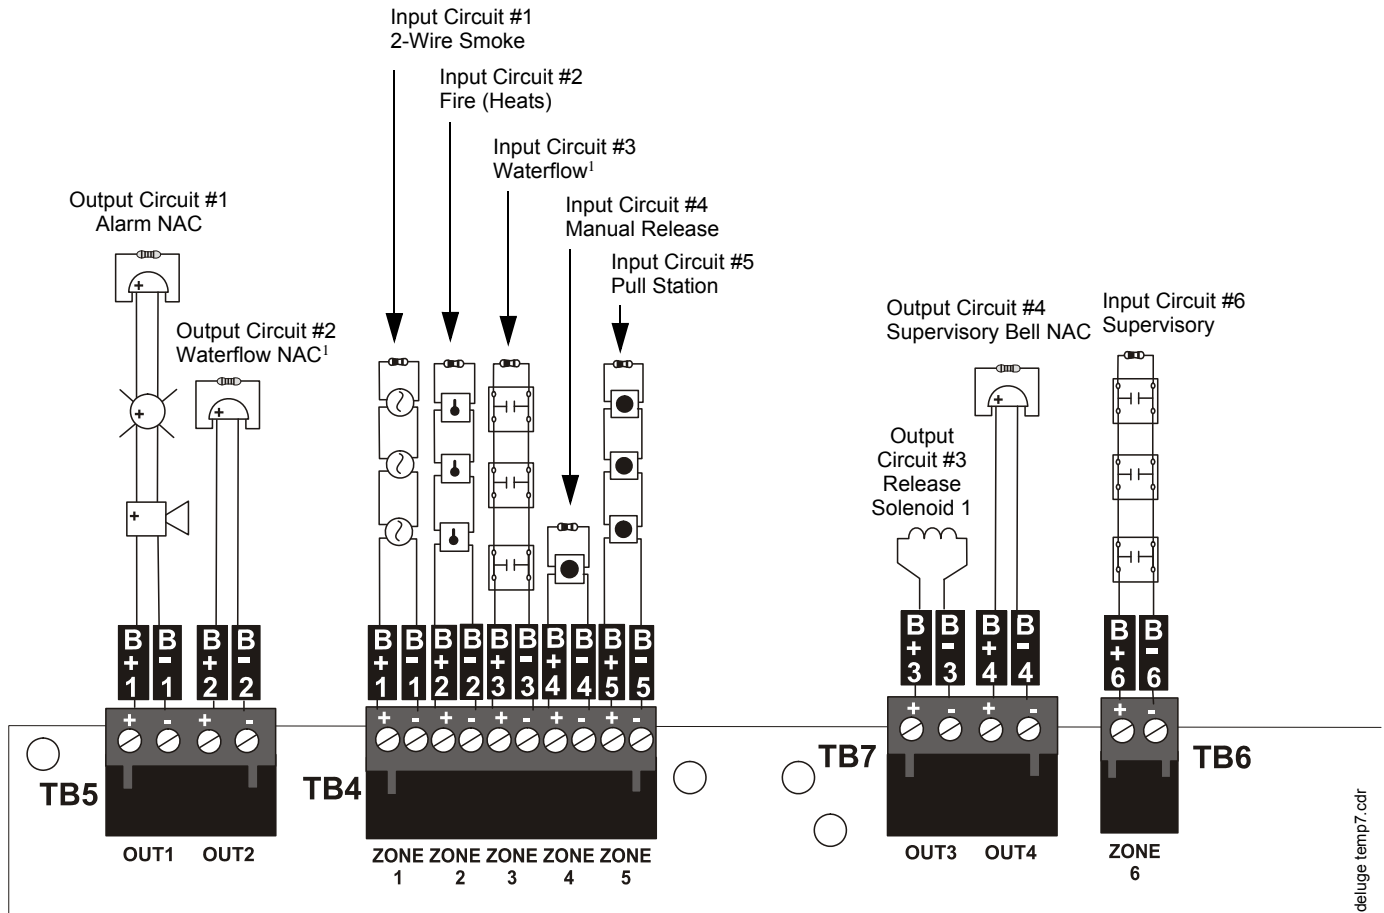 Input Circuit #1
2-Wire Smoke
Input Circuit #2
Fire (Heats)
Input Circuit #3
Waterflow1
Input Circuit #4
Manual Release
Input Circuit #5
Pull Station
Output Circuit #1
Alarm NAC
Output Circuit #2
Waterflow NAC1
Output Circuit #4
Supervisory Bell NAC
Input Circuit #6
Supervisory
Output
Circuit #3
Release
Solenoid 1
+
+
+
+
+
B+1
B-1
B+2
B-2
B+1
B-1
B+2
B-2
B+3
B-3
B+4
B-4
B+5
B-5
B+3
B-3
B+4
B-4
B+6
B-6
+ - + -
+ - + - + - + - + -
+ - + -
+ -
TB5
TB4
TB7
TB6
OUT1
OUT2
ZONE
1
ZONE
2
ZONE
3
ZONE
4
ZONE
5
OUT3
OUT4
ZONE
6
deluge temp7.cdr